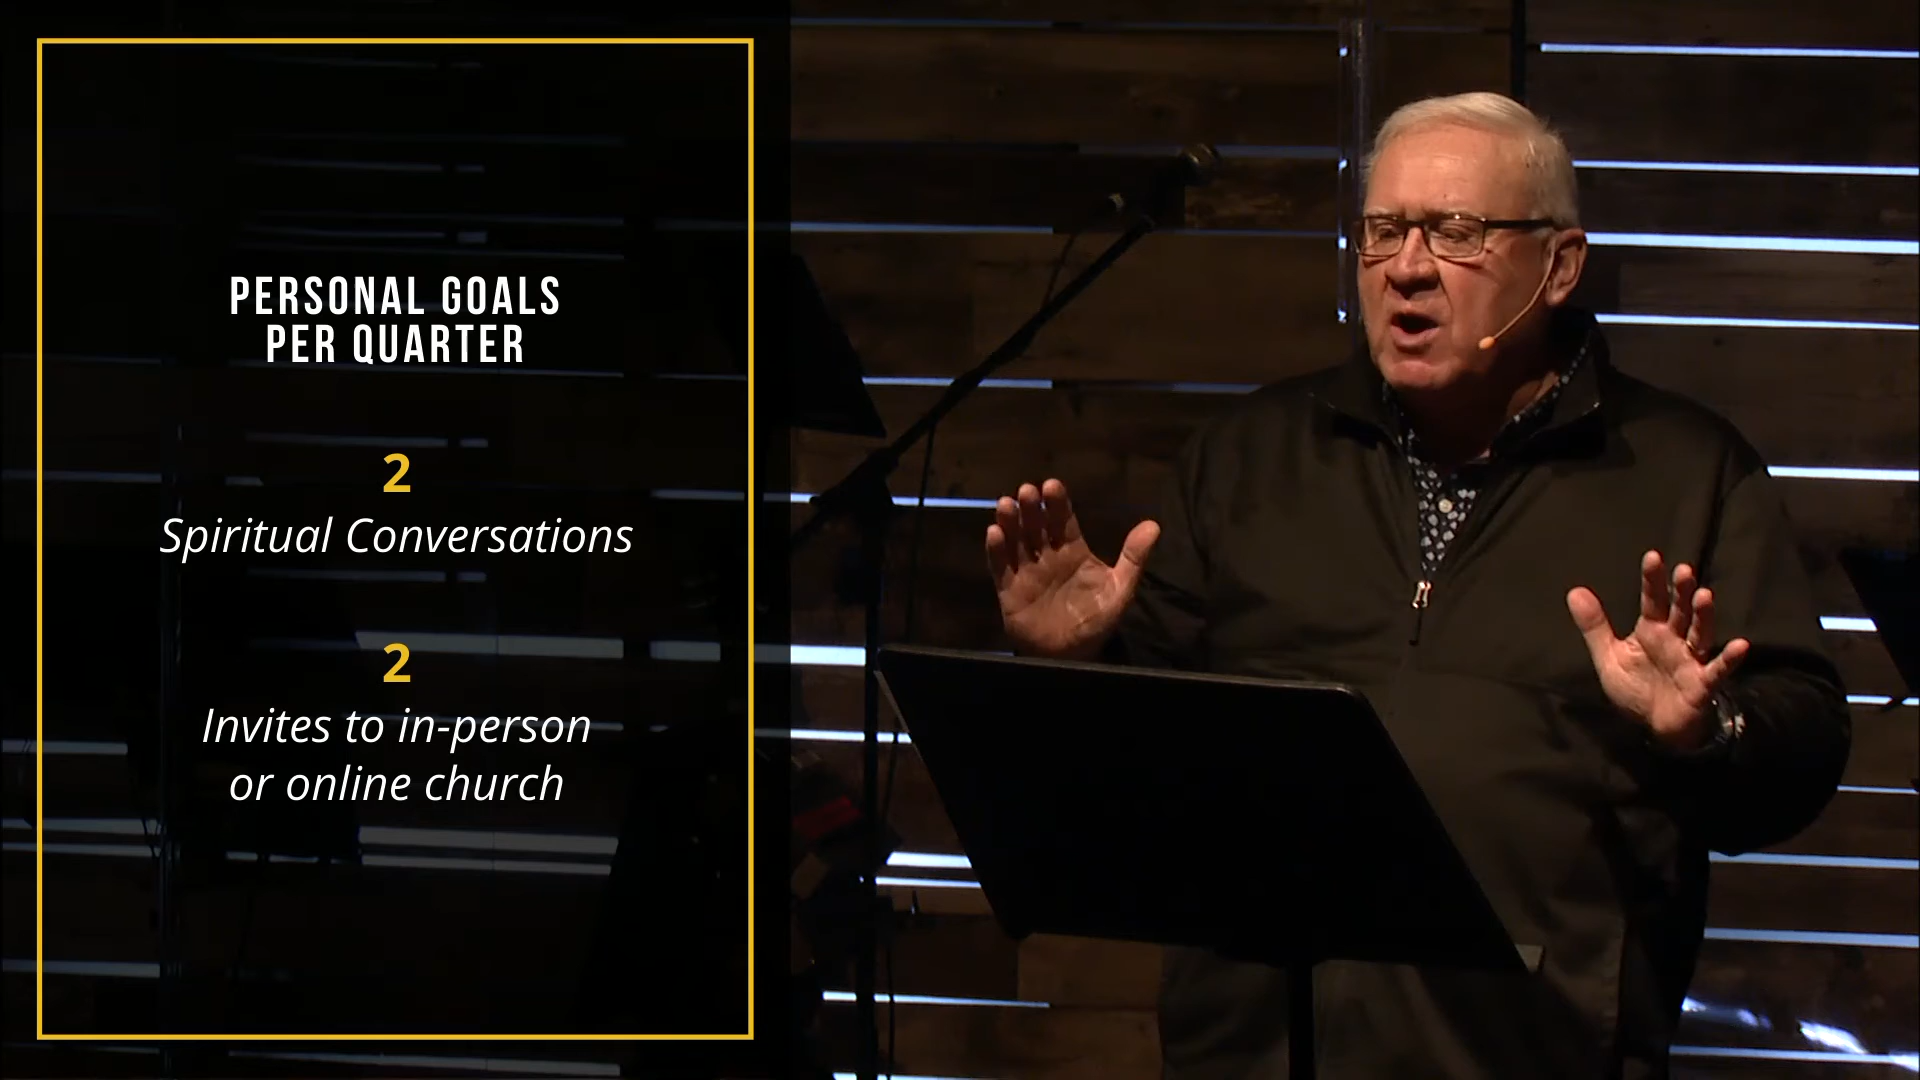 PERSONAL GOALS
PER QUARTER
2
Spiritual Conversations
2
Invites to in-person
or online church